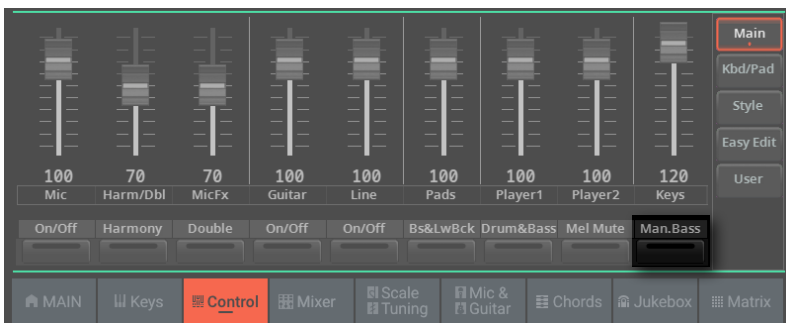 Main
Kbd/Pad
Style
Easy Edit
User
100 70 70 100 100 100 100 100 120
Mic Harm/Dbl MicFx Guitar Line Pads Player1 Player2 Keys
On/Off Harmony Double On/Off On/Off Bs&LwBck Drum&Bass Mel Mute Man.Bass
MAIN Keys Control Mixer Scale Tuning Mic & Guitar Chords Jukebox Matrix